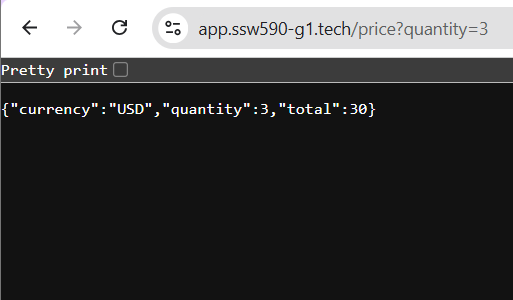 app.ssw590-g1.tech/price?quantity=3
Pretty print
{"currency":"USD","quantity":3,"total":30}